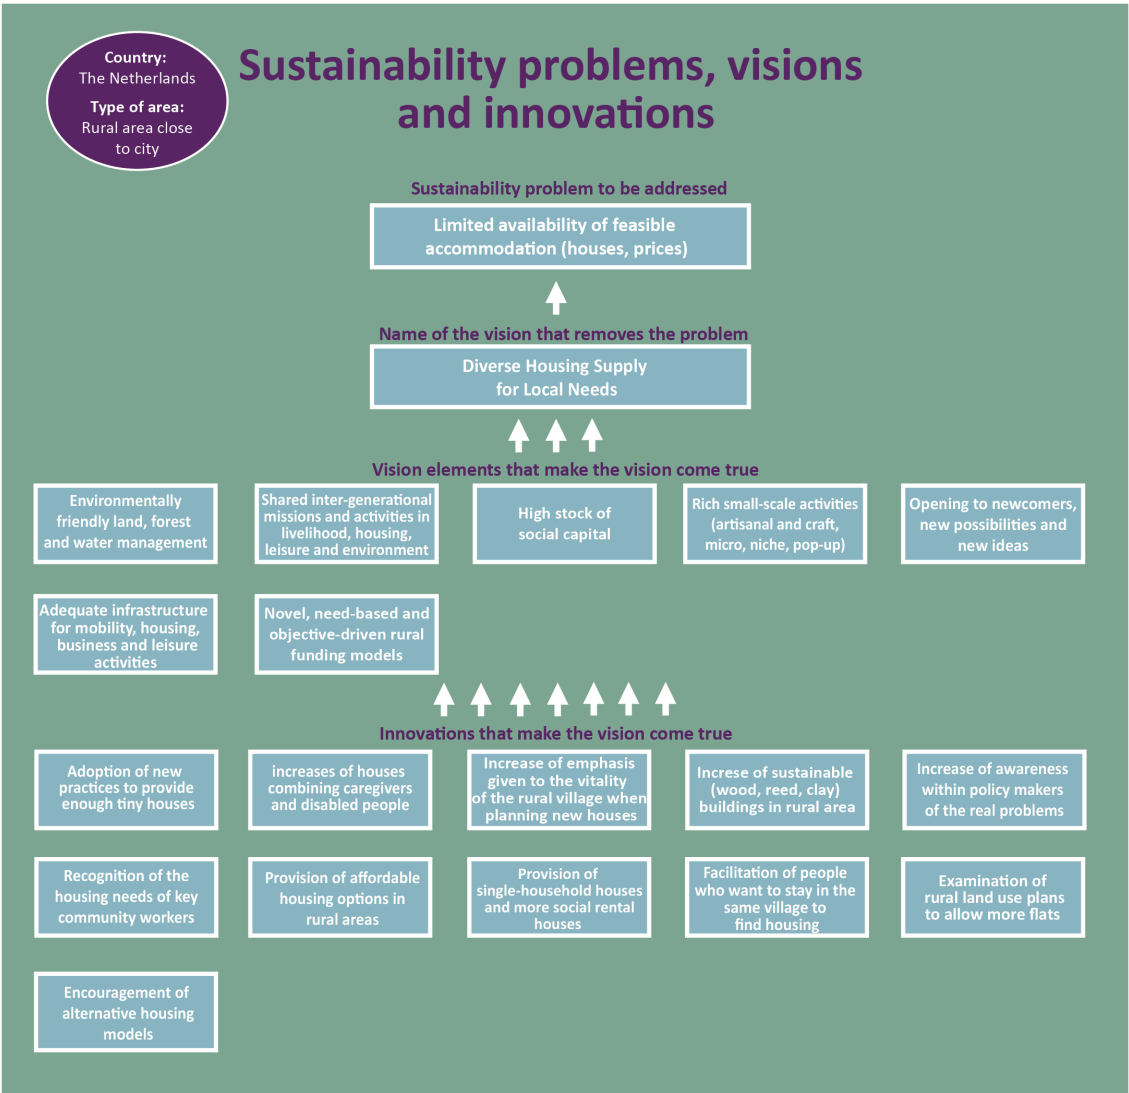 Country:
The Netherlands
Type of area:
Rural area close
to city
Sustainability problems, visions
and innovations
Sustainability problem to be addressed
Limited availability of feasible
accommodation (houses, prices)
Name of the vision that removes the problem
Diverse Housing Supply
for Local Needs
Vision elements that make the vision come true
Environmentally
friendly land, forest
and water management
Shared inter-generational
missions and activities in
livelihood, housing,
leisure and environment
High stock of
social capital
Rich small-scale activities
(artisanal and craft,
micro, niche, pop-up)
Opening to newcomers,
new possibilities and
new ideas
Adequate infrastructure
for mobility, housing,
business and leisure
activities
Novel, need-based and
objective-driven rural
funding models
Innovations that make the vision come true
Adoption of new
practices to provide
enough tiny houses
increases of houses
combining caregivers
and disabled people
Increase of emphasis
given to the vitality
of the rural village when
planning new houses
Increse of sustainable
(wood, reed, clay)
buildings in rural area
Increase of awareness
within policy makers
of the real problems
Recognition of the
housing needs of key
community workers
Provision of affordable
housing options in
rural areas
Provision of
single-household houses
and more social rental
houses
Facilitation of people
who want to stay in the
same village to
find housing
Examination of
rural land use plans
to allow more flats
Encouragement of
alternative housing
models